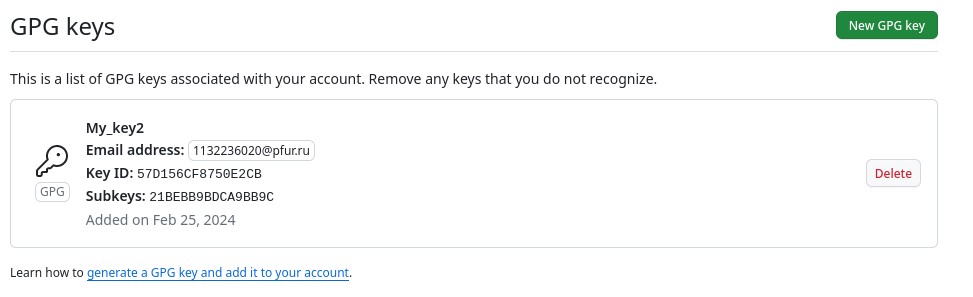 GPG keys
New GPG key
This is a list of GPG keys associated with your account. Remove any keys that you do not recognize.
My_key2
Email address: 1132236020@pfur.ru
Key ID: 57D156CF8750E2CB
Subkeys: 21BEBB9BDCA9BB9C
Added on Feb 25, 2024
GPG
Delete
Learn how to generate a GPG key and add it to your account.